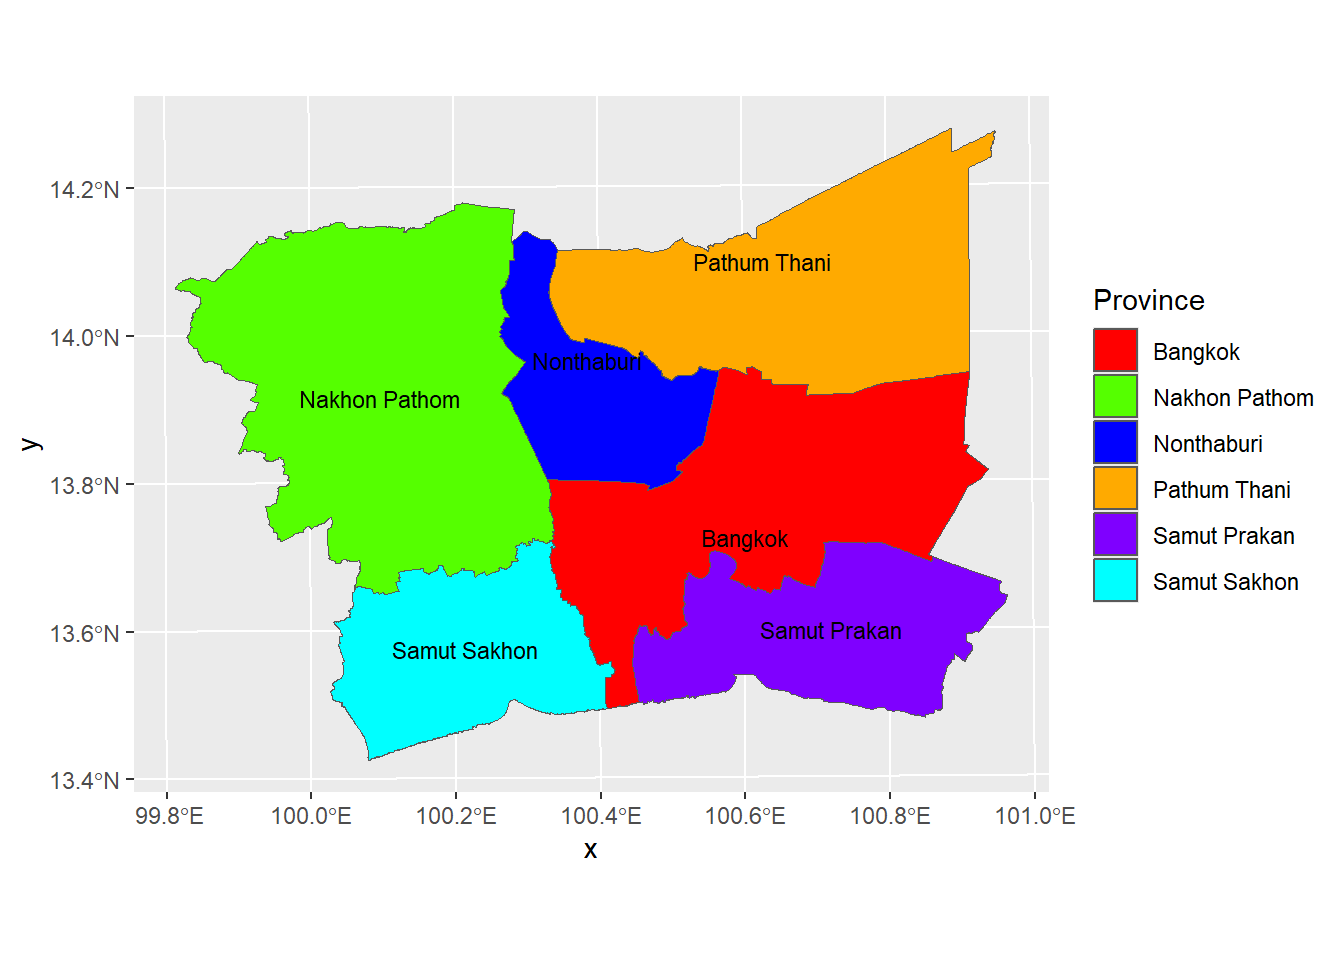 14.2°N
14.0°N
13.8°N
13.6°N
13.4°N
y
Pathum Thani
Nonthaburi
Nakhon Pathom
Bangkok
Samut Prakan
Samut Sakhon
99.8°E 100.0°E 100.2°E 100.4°E 100.6°E 100.8°E 101.0°E
x
Province
Bangkok
Nakhon Pathom
Nonthaburi
Pathum Thani
Samut Prakan
Samut Sakhon